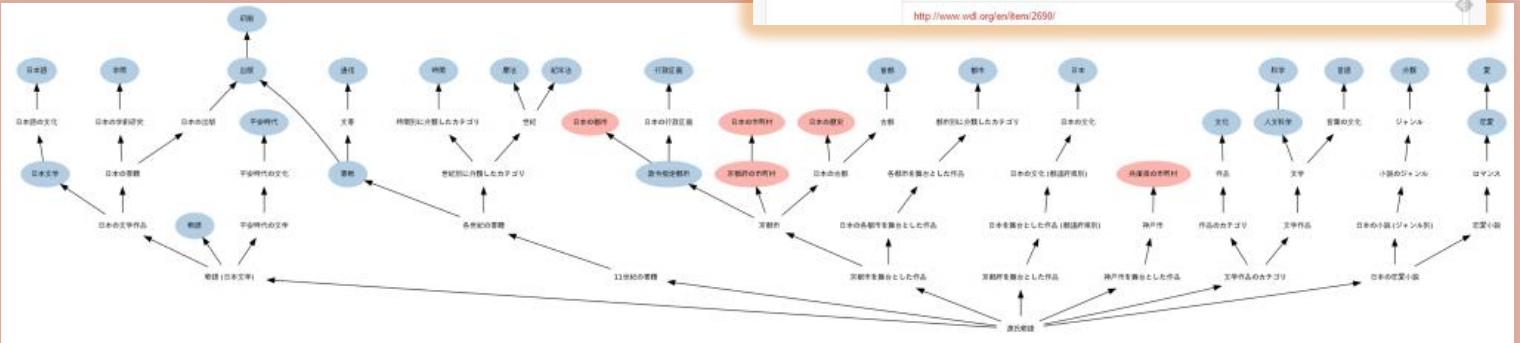 http://www.wdl.org/en/item/2690/
印刷
日本語
学問
出版
通信
時間
暦法
紀年法
行政区画
首都
都市
日本
科学
言語
分類
愛
日本語の文化
日本の学術研究
日本の出版
平安時代
文書
時間別に分類したカテゴリ
世紀
日本の都市
日本の行政区画
日本の市町村
日本の歴史
古都
都市別に分類したカテゴリ
日本の文化
文化
人文科学
言葉の文化
ジャンル
恋愛
日本文学
日本の書籍
平安時代の文化
書籍
世紀別に分類したカテゴリ
政令指定都市
京都府の市町村
日本の古都
各都市を舞台とした作品
日本の文化 (都道府県別)
兵庫県の市町村
作品
文学
小説のジャンル
ロマンス
日本の文学作品
物語
平安時代の文学
各世紀の書籍
京都市
日本の各都市を舞台とした作品
日本を舞台とした作品 (都道府県別)
神戸市
作品のカテゴリ
文学作品
日本の小説 (ジャンル別)
恋愛小説
物語 (日本文学)
11世紀の書籍
京都市を舞台とした作品
京都府を舞台とした作品
神戸市を舞台とした作品
文学作品のカテゴリ
日本の恋愛小説
源氏物語